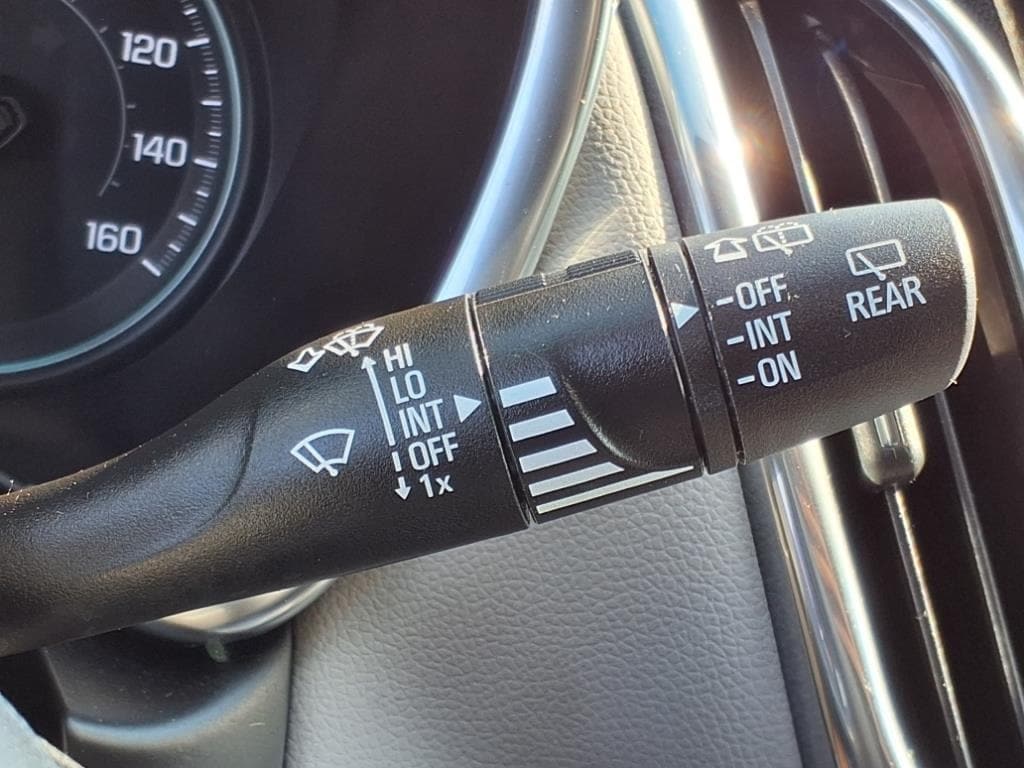 120
140
160
HI
LO
INT
OFF
1x
-OFF
-INT
-ON
REAR